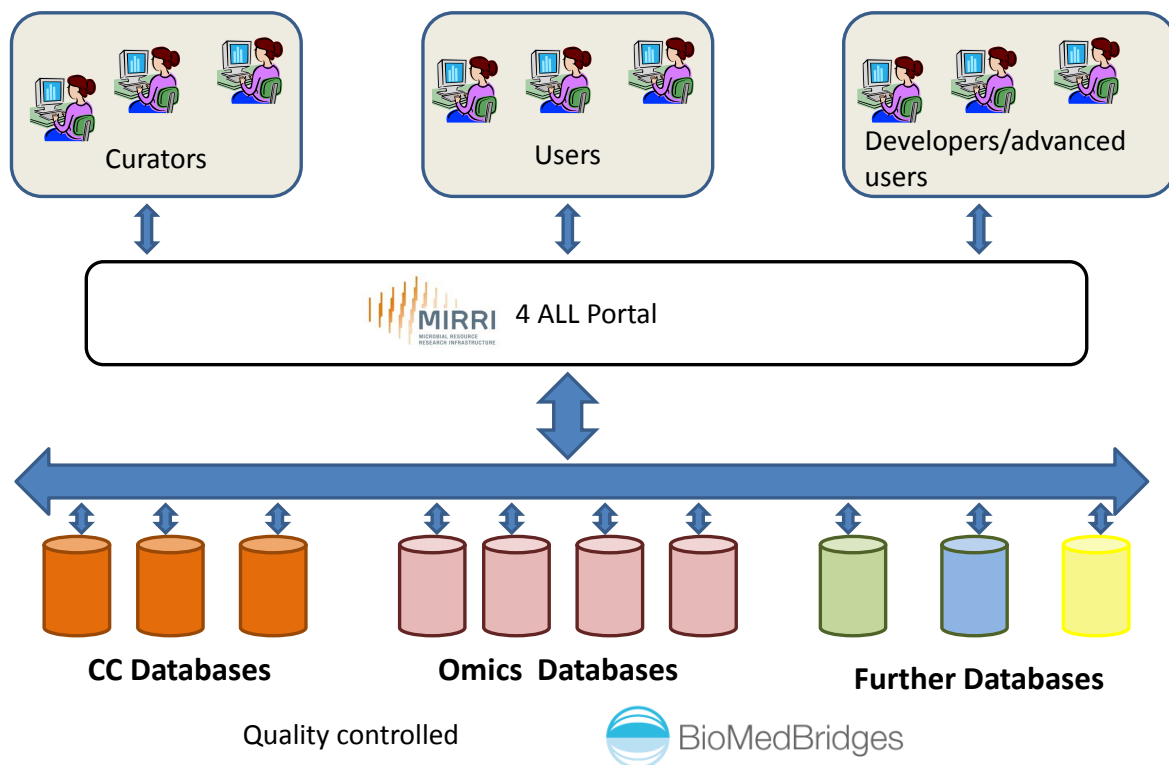 Curators
Users
Developers/advanced
users
MIRRI
MICROBIAL RESOURCE
RESEARCH INFRASTRUCTURE
4 ALL Portal
CC Databases
Omics Databases
Further Databases
Quality controlled
BioMedBridges